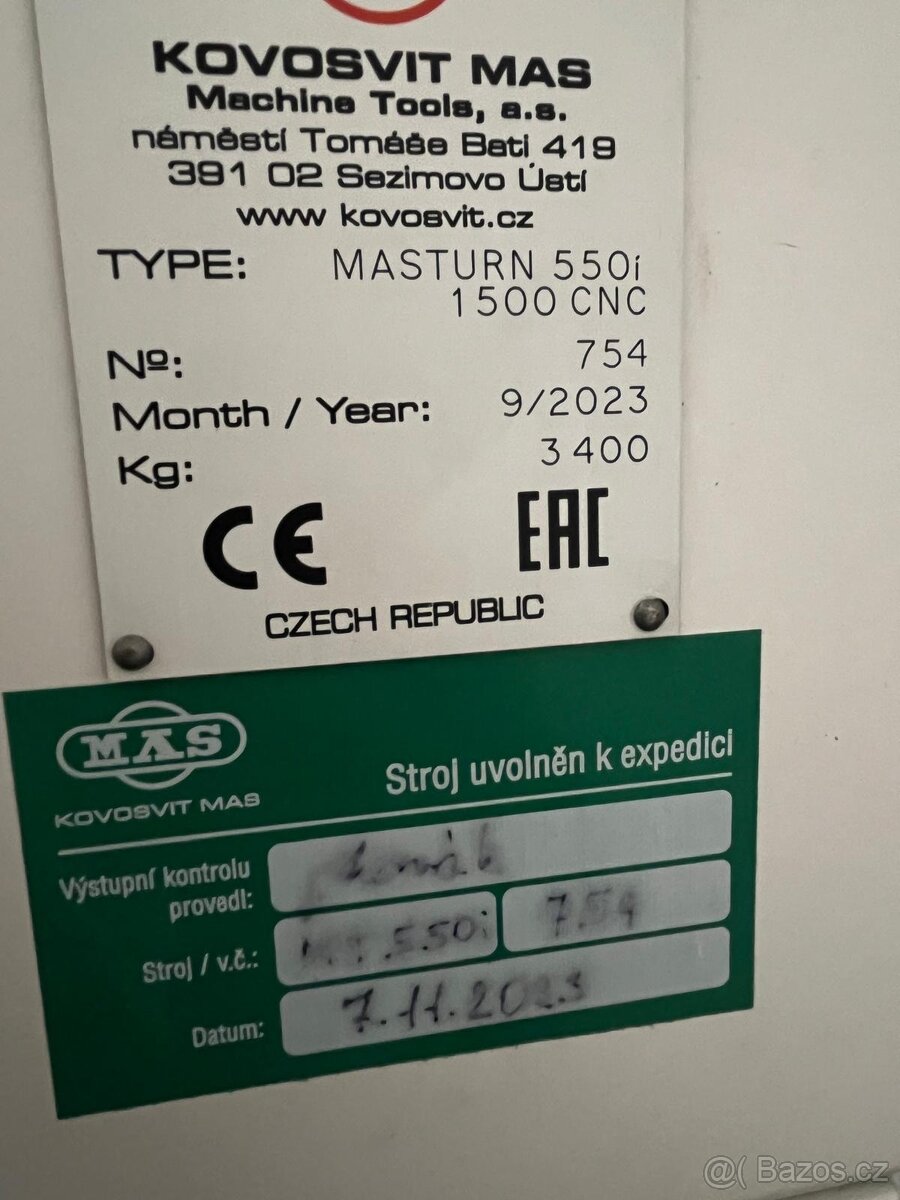 KOVOSVIT MAS
Machine Tools, a.s.
náměstí Tomáše Bati 419
391 02 Sezimovo Ústí
www kovosvit.cz
TYPE: MASTURN 550i
1500 CNC
Nº: 754
Month / Year: 9/2023
Kg: 3 400
CE EAC
CZECH REPUBLIC
MAS
KOVOSVIT MAS
Stroj uvolněn k expedici
Výstupní kontrolu
provedl:
Stroj / v.č.: 550i 754
Datum: 7.11.2023
@( Bazos.cz